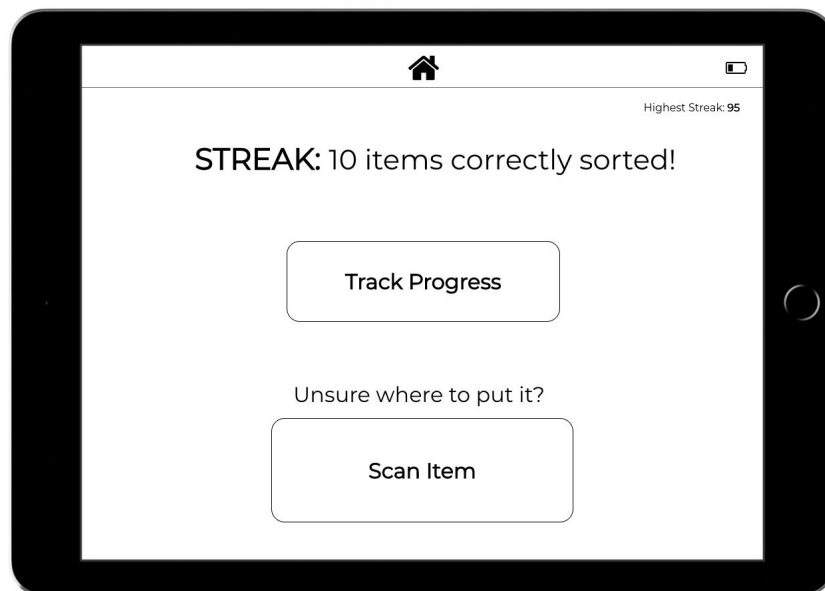 Highest Streak: 95
STREAK: 10 items correctly sorted!
Track Progress
Unsure where to put it?
Scan Item